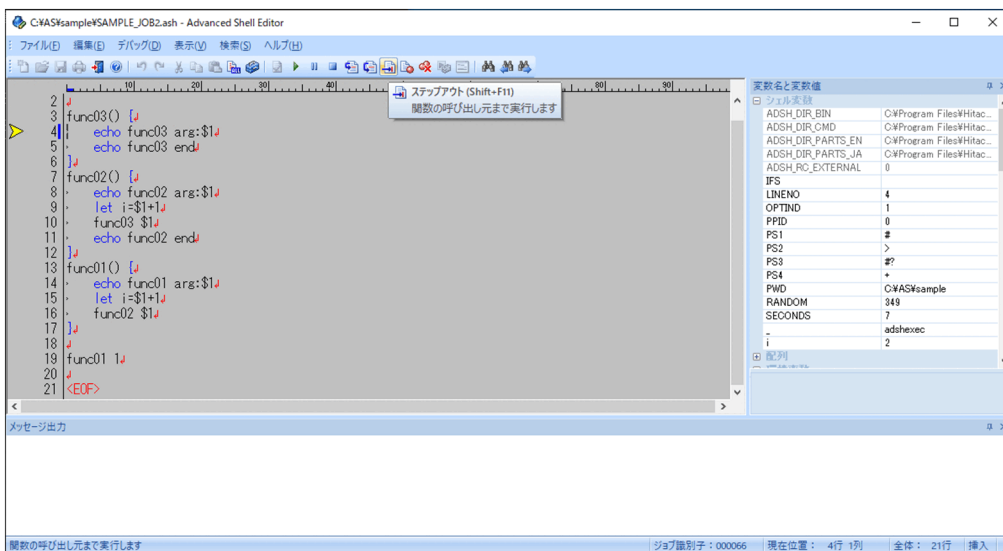 C:¥AS¥sample¥SAMPLE_JOB2.ash - Advanced Shell Editor
ファイル(F) 編集(E) デバッグ(D) 表示(V) 検索(S) ヘルプ(H)
ステップアウト (Shift+F11)
関数の呼び出し元まで実行します
10 20 30 40 80 90
2
3 func03() {
4 echo func03 arg:$1
5 echo func03 end
6 }
7 func02() {
8 echo func02 arg:$1
9 let i=$1+1
10 func03 $1
11 echo func02 end
12 }
13 func01() {
14 echo func01 arg:$1
15 let i=$1+1
16 func02 $1
17 }
18
19 func01 1
20
21 <EOF>
変数名と変数値
シェル変数
ADSH_DIR_BIN C:¥Program Files¥Hitac...
ADSH_DIR_CMD C:¥Program Files¥Hitac...
ADSH_DIR_PARTS_EN C:¥Program Files¥Hitac...
ADSH_DIR_PARTS_JA C:¥Program Files¥Hitac...
ADSH_RC_EXTERNAL 0
IFS
LINENO 4
OPTIND 1
PPID 0
PS1 #
PS2 >
PS3 #?
PS4 +
PWD C:¥AS¥sample
RANDOM 349
SECONDS 7
_ adshexec
i 2
配列
メッセージ出力
関数の呼び出し元まで実行します ジョブ識別子:000066 現在位置: 4行 1列 全体: 21行 挿入